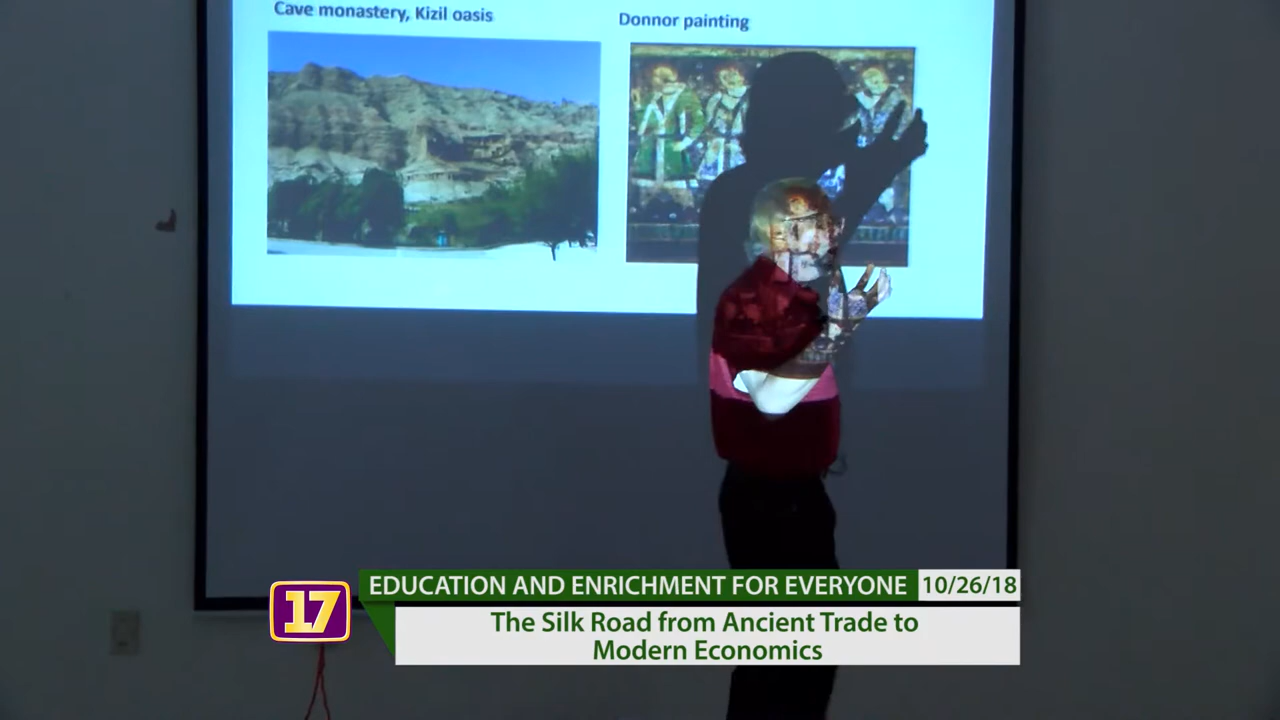 Cave monastery, Kizil oasis
Donnor painting
EDUCATION AND ENRICHMENT FOR EVERYONE 10/26/18
17
The Silk Road from Ancient Trade to
Modern Economics